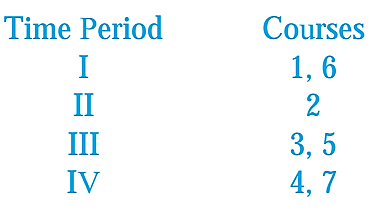 Time Period Courses
I 1, 6
II 2
III 3, 5
IV 4, 7